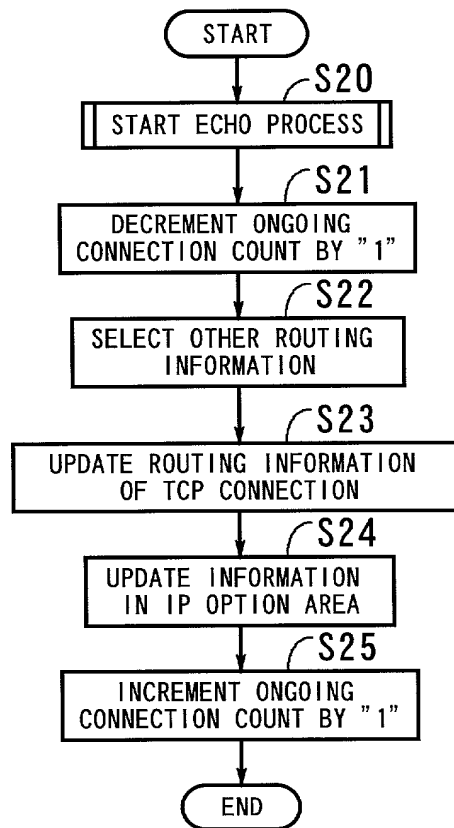 START
S20
START ECHO PROCESS
S21
DECREMENT ONGOING
CONNECTION COUNT BY "1"
S22
SELECT OTHER ROUTING
INFORMATION
S23
UPDATE ROUTING INFORMATION
OF TCP CONNECTION
S24
UPDATE INFORMATION
IN IP OPTION AREA
S25
INCREMENT ONGOING
CONNECTION COUNT BY "1"
END